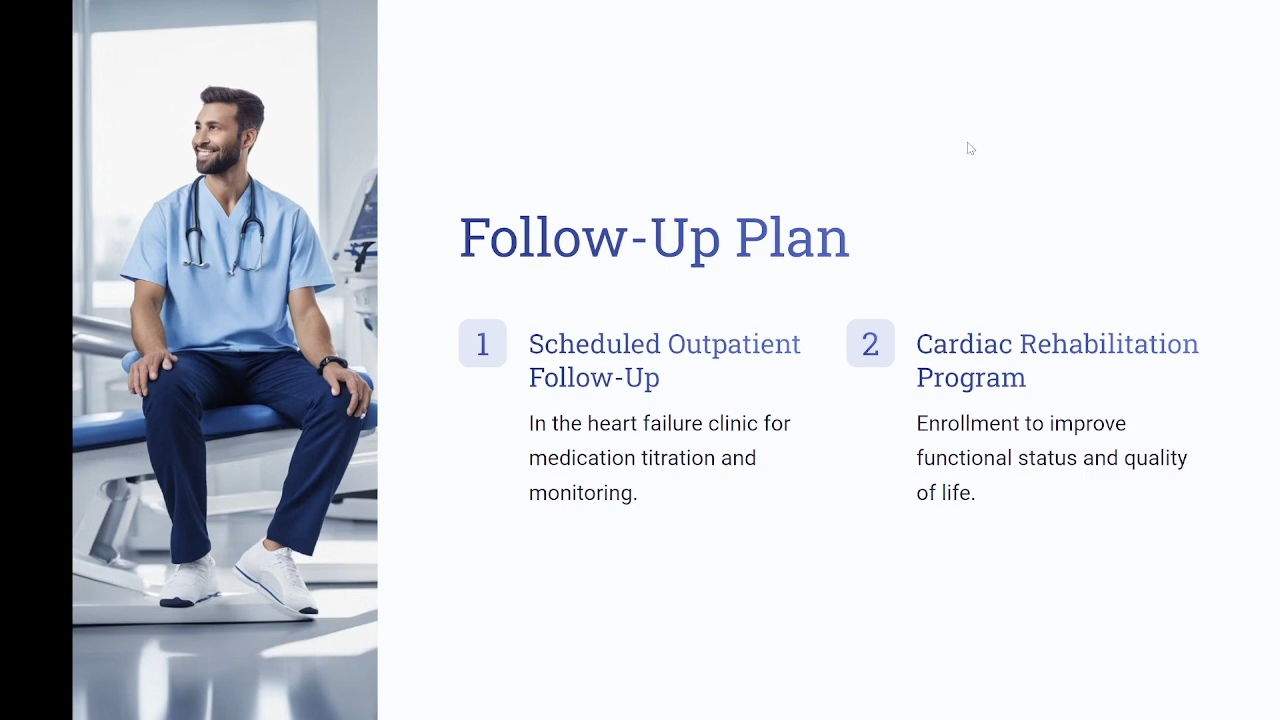 Follow-Up Plan
1
Scheduled Outpatient
Follow-Up
In the heart failure clinic for
medication titration and
monitoring.
2
Cardiac Rehabilitation
Program
Enrollment to improve
functional status and quality
of life.